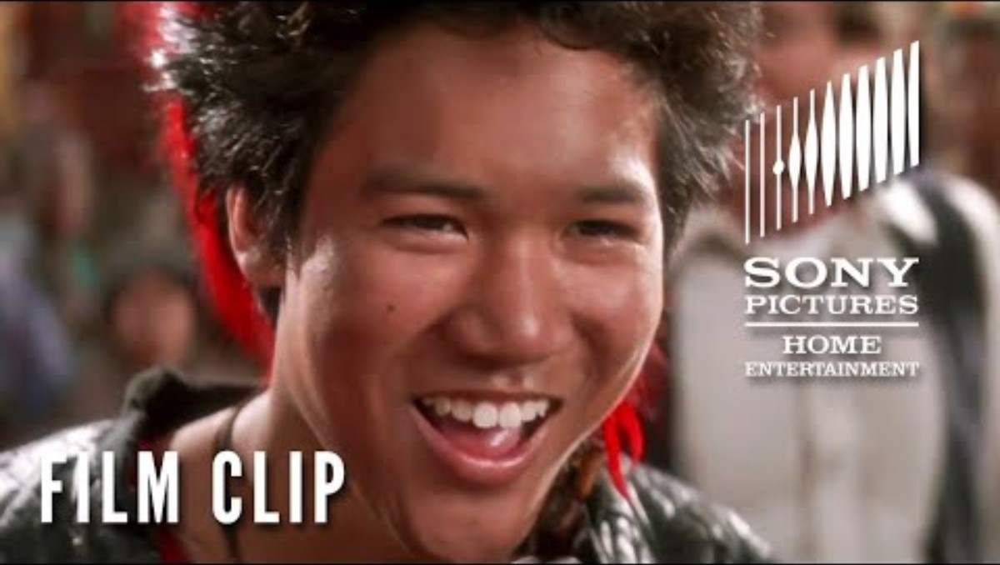 SONY
PICTURES
HOME
ENTERTAINMENT
FILM CLIP